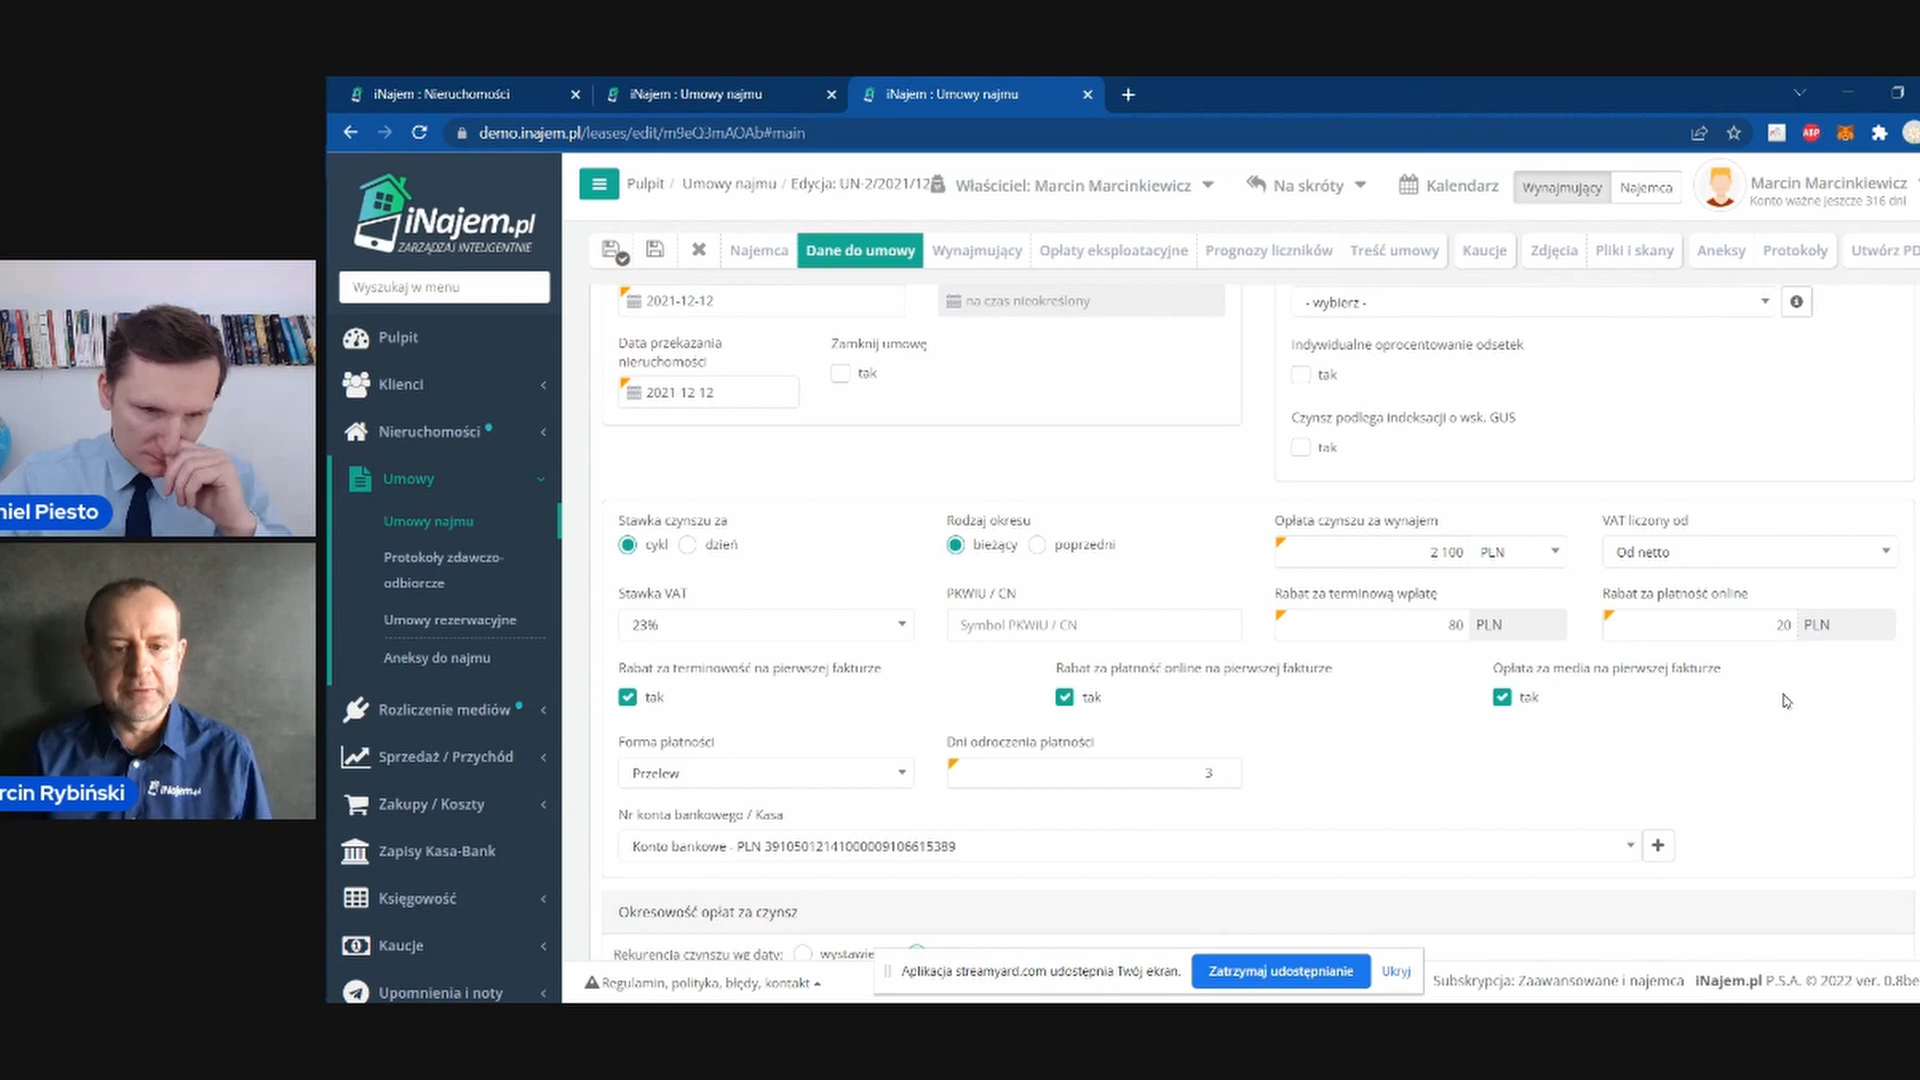 iNajem : Nieruchomości
iNajem : Umowy najmu
iNajem : Umowy najmu
demo.inajem.pl/leases/edit/m9eQ3mAOAb#main
iNajem.pl
ZARZĄDZAJ INTELIGENTNIE
Wyszukaj w menu
Pulpit
Klienci
Nieruchomości
Umowy
Umowy najmu
Protokoły zdawczo-
odbiorcze
Umowy rezerwacyjne
Aneksy do najmu
Rozliczenie mediów
Sprzedaż / Przychód
Zakupy / Koszty
Zapisy Kasa-Bank
Księgowość
Kaucje
Upomnienia i noty
Pulpit / Umowy najmu / Edycja: UN-2/2021/12
Właściciel: Marcin Marcinkiewicz
Na skróty
Kalendarz
Wynajmujący
Najemca
Marcin Marcinkiewicz
Konto ważne jeszcze 316 dni
Najemca
Dane do umowy
Wynajmujący
Opłaty eksploatacyjne
Prognozy liczników
Treść umowy
Kaucje
Zdjęcia
Pliki i skany
Aneksy
Protokoły
Utwórz PD
2021-12-12
na czas nieokreślony
- wybierz -
Data przekazania
nieruchomości
Zamknij umowę
2021-12-12
tak
Indywidualne oprocentowanie odsetek
tak
Czynsz podlega indeksacji o wsk. GUS
tak
Stawka czynszu za
cykl
dzień
Rodzaj okresu
bieżący
poprzedni
Opłata czynszu za wynajem
2 100 PLN
VAT liczony od
Od netto
Stawka VAT
23%
PKWIU / CN
Symbol PKWiU / CN
Rabat za terminową wpłatę
80 PLN
Rabat za płatność online
20 PLN
Rabat za terminowość na pierwszej fakturze
tak
Rabat za płatność online na pierwszej fakturze
tak
Opłata za media na pierwszej fakturze
tak
Forma płatności
Przelew
Dni odroczenia płatności
3
Nr konta bankowego / Kasa
Konto bankowe - PLN 39105012141000009106615389
Okresowość opłat za czynsz
Rekurencja czynszu wg daty:
wystawie
Aplikacja streamyard.com udostępnia Twój ekran.
Zatrzymaj udostępnianie
Ukryj
Regulamin, polityka, błędy, kontakt
Subskrypcja: Zaawansowane i najemca
iNajem.pl P.S.A. © 2022 ver. 0.8be
niel Piesto
rcin Rybiński
iNajem.pl
ABP